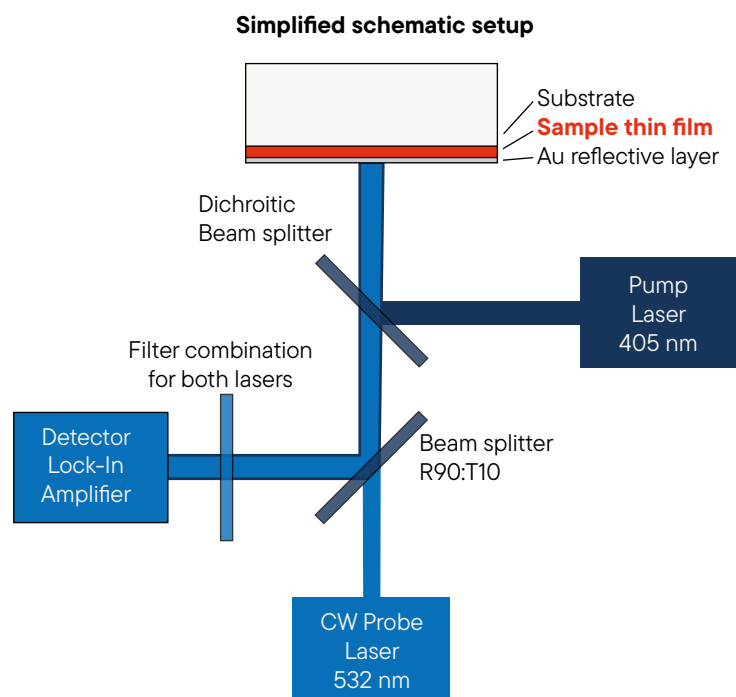 Simplified schematic setup
Substrate
Sample thin film
Au reflective layer
Dichroitic
Beam splitter
Pump
Laser
405 nm
Filter combination
for both lasers
Detector
Lock-In
Amplifier
Beam splitter
R90:T10
CW Probe
Laser
532 nm